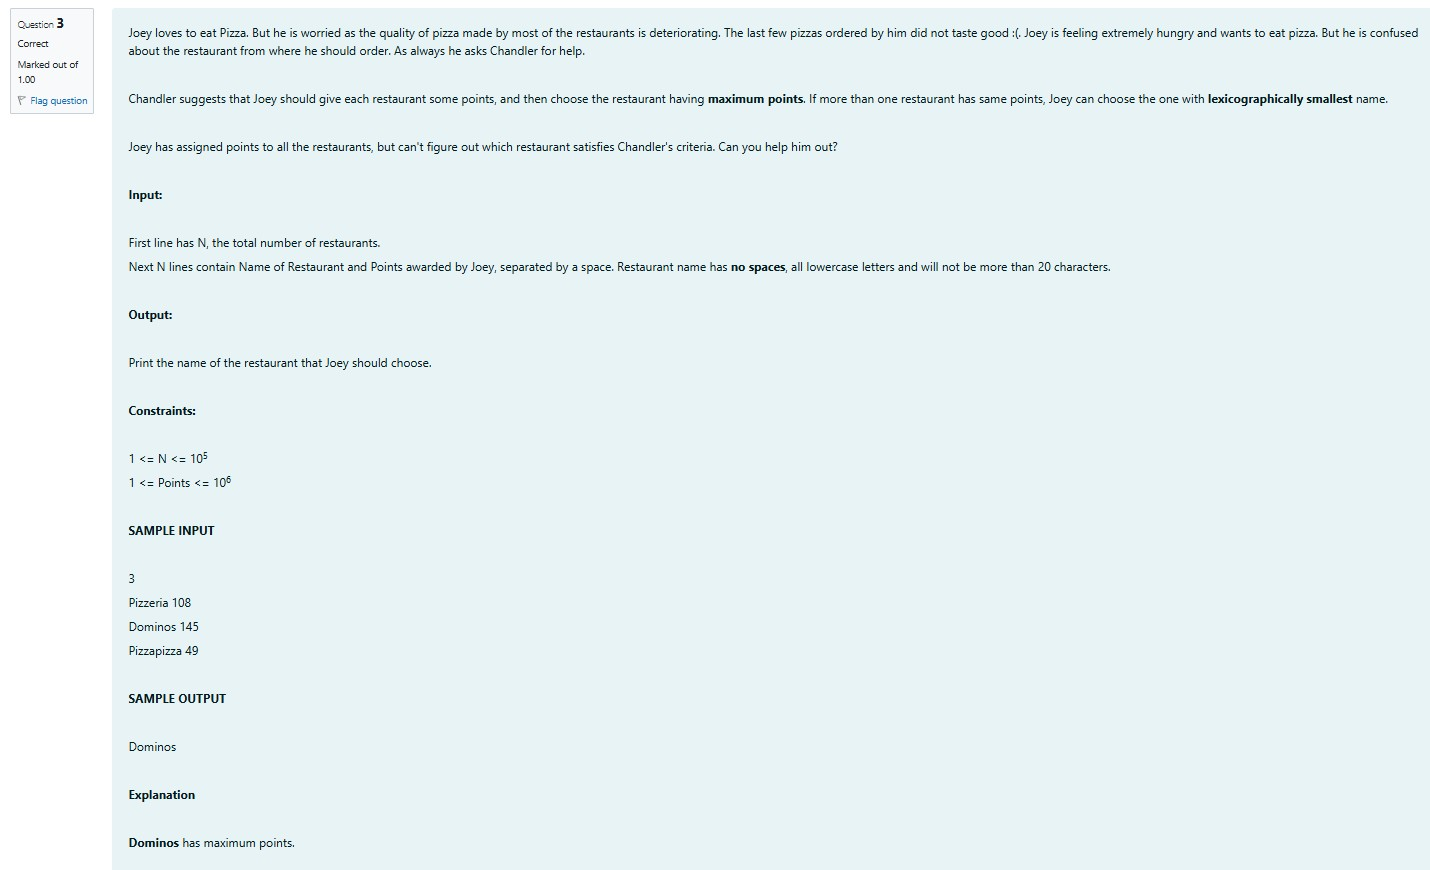 Question 3
Correct
Marked out of
1.00
Flag question
Joey loves to eat Pizza. But he is worried as the quality of pizza made by most of the restaurants is deteriorating. The last few pizzas ordered by him did not taste good :(. Joey is feeling extremely hungry and wants to eat pizza. But he is confused
about the restaurant from where he should order. As always he asks Chandler for help.
Chandler suggests that Joey should give each restaurant some points, and then choose the restaurant having maximum points. If more than one restaurant has same points, Joey can choose the one with lexicographically smallest name.
Joey has assigned points to all the restaurants, but can't figure out which restaurant satisfies Chandler's criteria. Can you help him out?
Input:
First line has N, the total number of restaurants.
Next N lines contain Name of Restaurant and Points awarded by Joey, separated by a space. Restaurant name has no spaces, all lowercase letters and will not be more than 20 characters.
Output:
Print the name of the restaurant that Joey should choose.
Constraints:
1 <= N <= 10⁵
1 <= Points <= 10⁶
SAMPLE INPUT
3
Pizzeria 108
Dominos 145
Pizzapizza 49
SAMPLE OUTPUT
Dominos
Explanation
Dominos has maximum points.